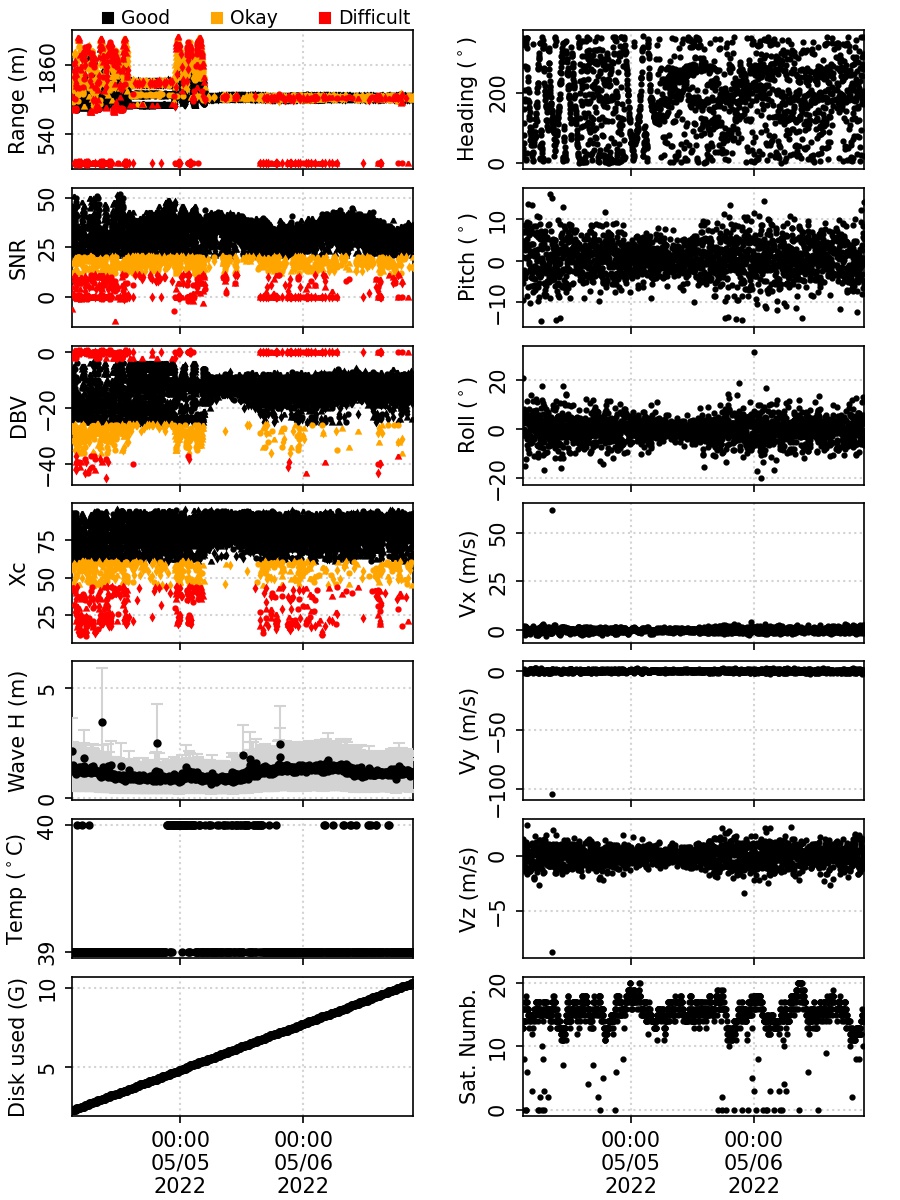 Good Okay Difficult
Range (m)
1860
540
Heading (°)
200
0
SNR
50
25
0
Pitch (°)
10
0
−10
DBV
0
−20
−40
Roll (°)
20
0
−20
Xc
75
50
25
Vx (m/s)
50
25
0
Wave H (m)
5
0
Vy (m/s)
0
−50
−100
Temp (°C)
40
39
Vz (m/s)
0
−5
Disk used (G)
10
5
Sat. Numb.
20
10
0
00:00 00:00 00:00 00:00
05/05 05/06 05/05 05/06
2022 2022 2022 2022